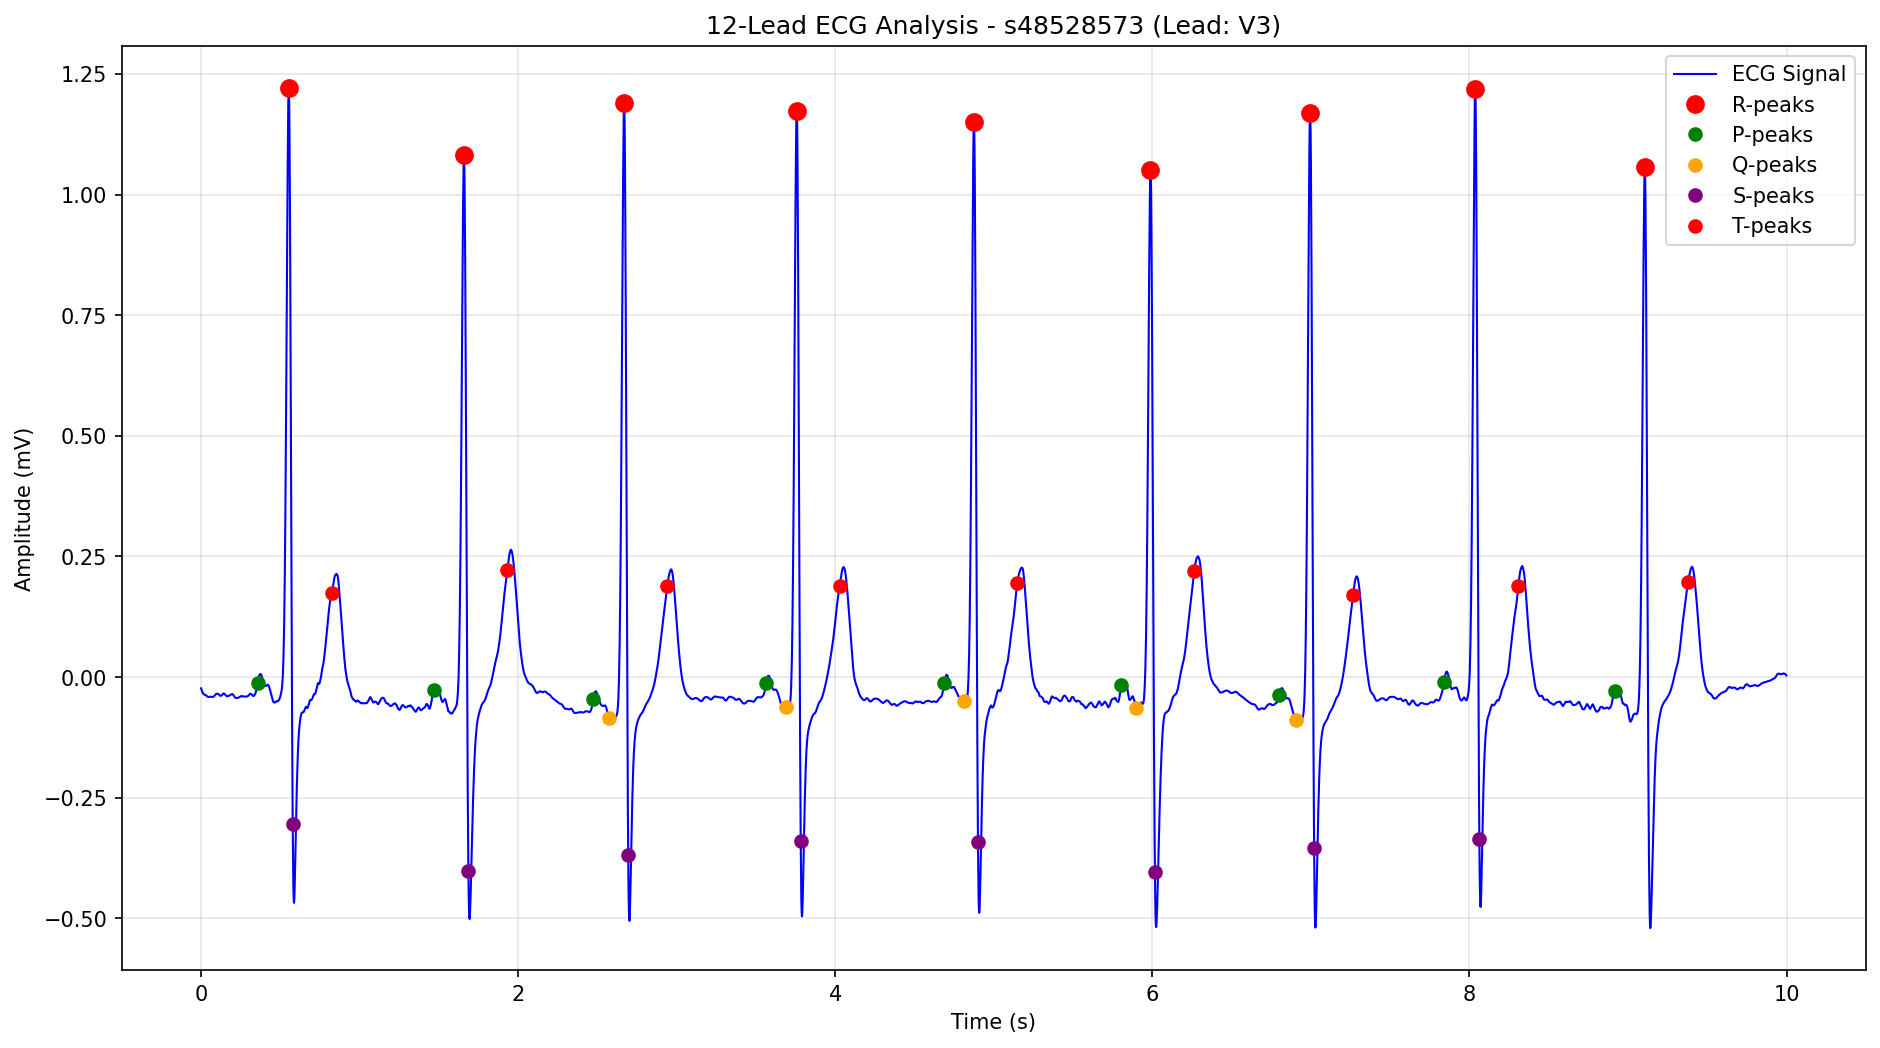 12-Lead ECG Analysis - s48528573 (Lead: V3)
ECG Signal
R-peaks
P-peaks
Q-peaks
S-peaks
T-peaks
Amplitude (mV)
1.25
1.00
0.75
0.50
0.25
0.00
−0.25
−0.50
0 2 4 6 8 10
Time (s)